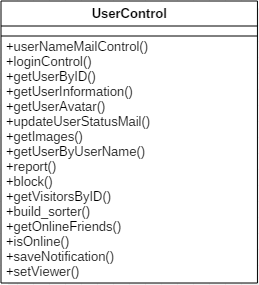 UserControl
+userNameMailControl()
+loginControl()
+getUserByID()
+getUserInformation()
+getUserAvatar()
+updateUserStatusMail()
+getImages()
+getUserByUserName()
+report()
+block()
+getVisitorsByID()
+build_sorter()
+getOnlineFriends()
+isOnline()
+saveNotification()
+setViewer()